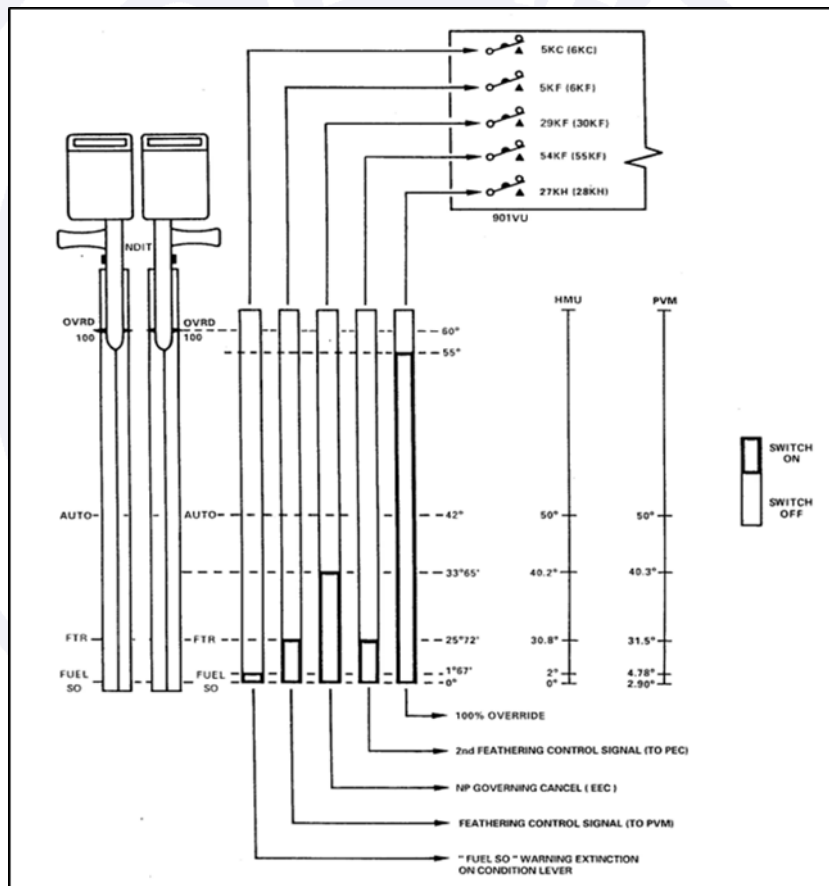 5KC (6KC)
5KF (6KF)
29KF (30KF)
54KF (55KF)
27KH (28KH)
901VU
NDIT
HMU
PVM
OVRD
100
OVRD
100
60°
55°
SWITCH
ON
SWITCH
OFF
AUTO
AUTO
42°
50°
50°
33°65'
40.2°
40.3°
FTR
FTR
25°72'
30.8°
31.5°
FUEL
SO
FUEL
SO
1°67'
2°
4.78°
0°
0°
2.90°
100% OVERRIDE
2nd FEATHERING CONTROL SIGNAL (TO PEC)
NP GOVERNING CANCEL ( EEC )
FEATHERING CONTROL SIGNAL (TO PVM)
" FUEL SO " WARNING EXTINCTION
ON CONDITION LEVER